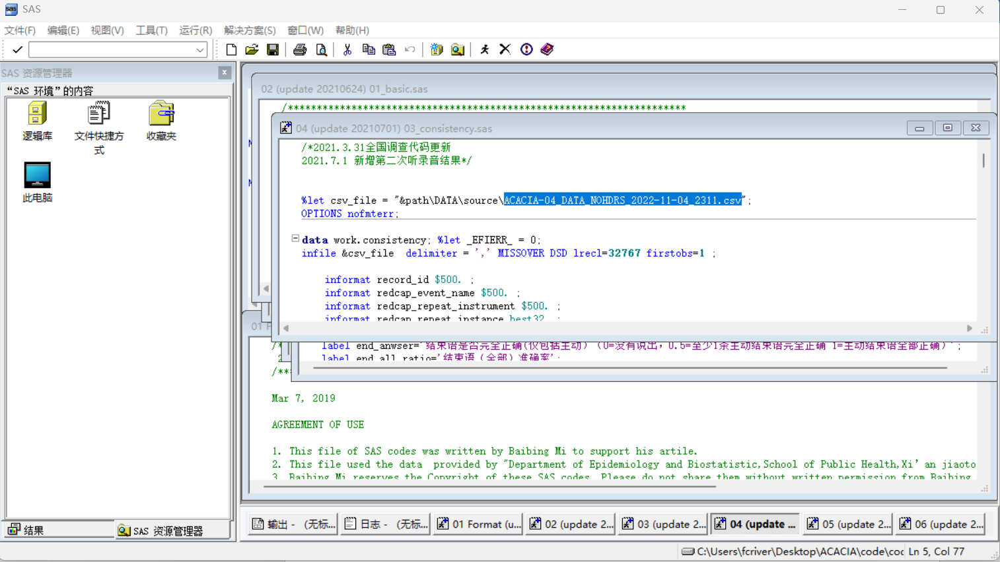 SAS
文件(F) 编辑(E) 视图(V) 工具(T) 运行(R) 解决方案(S) 窗口(W) 帮助(H)
SAS 资源管理器
“SAS 环境”的内容
逻辑库
文件快捷方式
收藏夹
此电脑
02 (update 20210624) 01_basic.sas
/*********************************************************************
04 (update 20210701) 03_consistency.sas
/*2021.3.31全国调查代码更新
2021.7.1 新增第二次听录音结果*/
%let csv_file = "&path\DATA\source\ACACIA-04_DATA_NOHDRS_2022-11-04_2311.csv";
OPTIONS nofmterr;
data work.consistency; %let _EFIERR_ = 0;
infile &csv_file  delimiter = ',' MISSOVER DSD lrecl=32767 firstobs=1 ;
informat record_id $500. ;
informat redcap_event_name $500. ;
informat redcap_repeat_instrument $500. ;
informat redcap_repeat_instance best32. ;
01 F
/*
label end_anwser='结束语是否完全正确(仅包括主动)（0=没有说出，0.5=至少1条主动结束语完全正确 1=主动结束语全部正确）';
2
label end_all_ratio='结束语（全部）准确率';
/**
Mar 7, 2019
AGREEMENT OF USE
1. This file of SAS codes was written by Baibing Mi to support his artile.
2. This file used the data  provided by "Department of Epidemiology and Biostatistic,School of Public Health,Xi’an jiaoto
3. Baibing Mi reserves the Copyright of these SAS codes. Please do not share them without written permission from Baibing
结果
SAS 资源管理器
输出 - （无标...
日志 - （无标...
01 Format (u...
02 (update 2...
03 (update 2...
04 (update ...
05 (update 2...
06 (update 2...
C:\Users\fcriver\Desktop\ACACIA\code\coc
Ln 5, Col 77